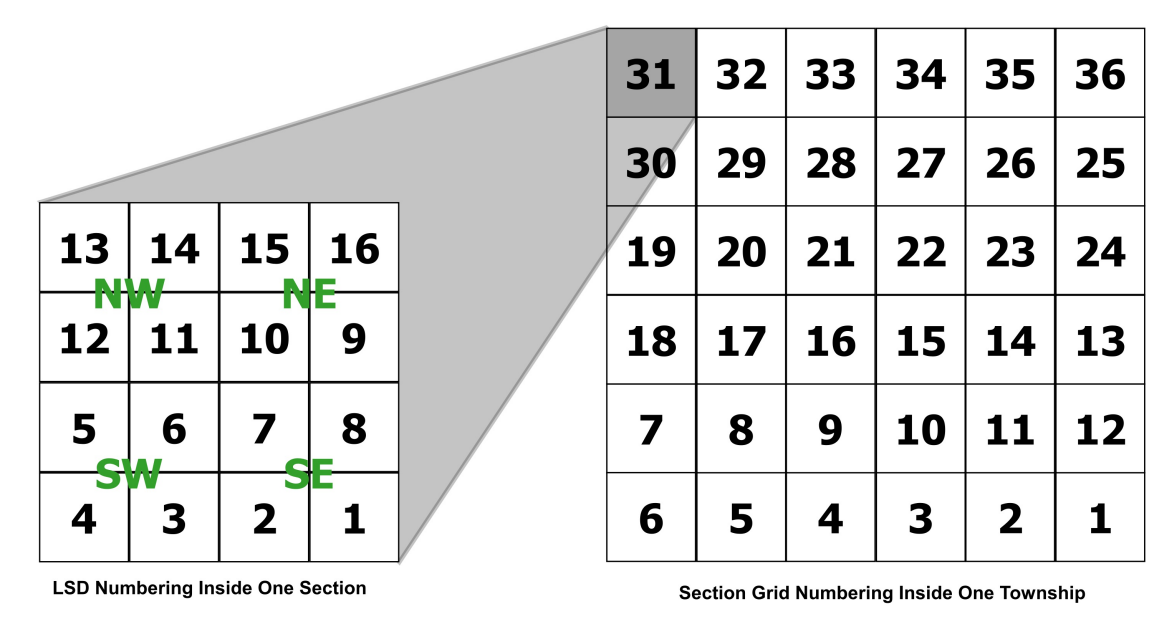 31 32 33 34 35 36
30 29 28 27 26 25
19 20 21 22 23 24
18 17 16 15 14 13
7 8 9 10 11 12
6 5 4 3 2 1
Section Grid Numbering Inside One Township
13 14 15 16
NW NE
12 11 10 9
5 6 7 8
SW SE
4 3 2 1
LSD Numbering Inside One Section